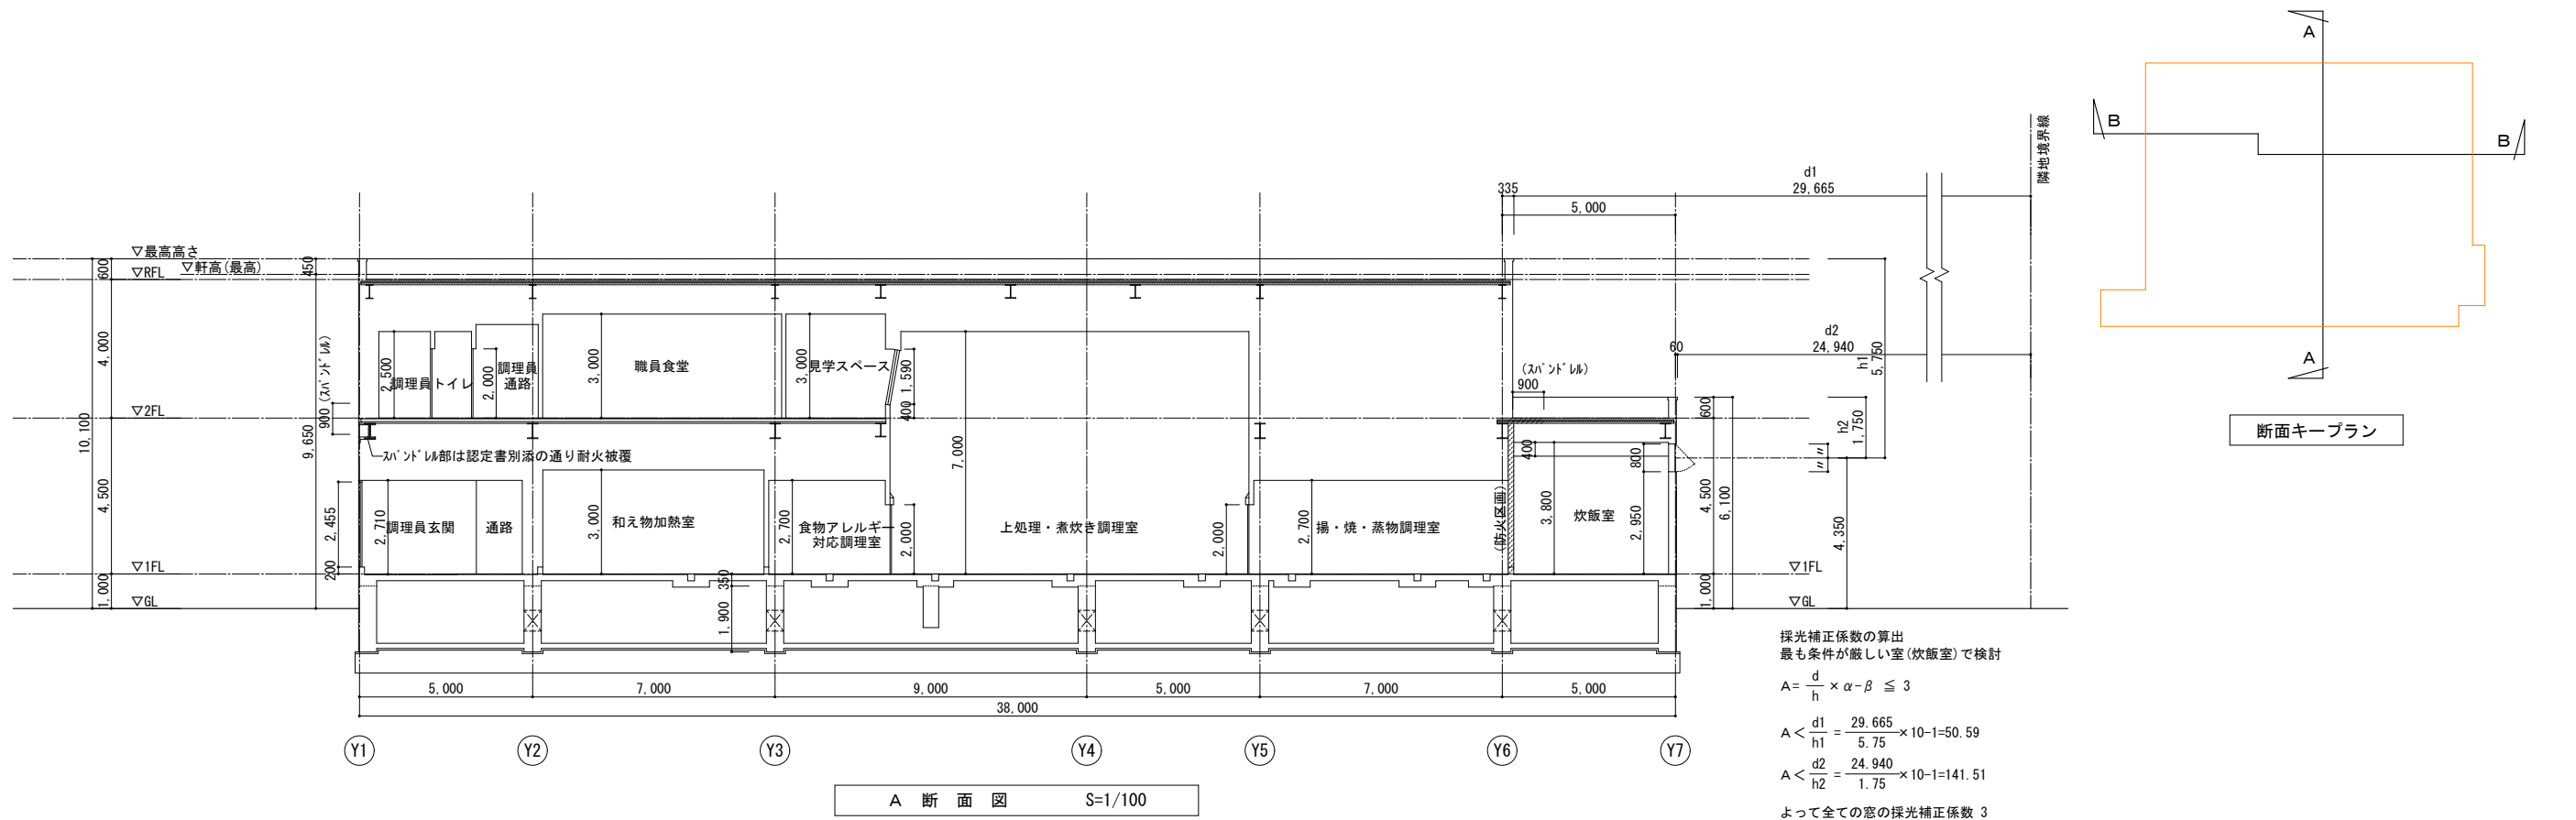 A
B
B
A
断面キープラン
隣地境界線
d1
335
29,665
5,000
▽最高高さ
▽RFL
▽軒高(最高)
600
450
4,000
900 (スパンドレル)
2,500
調理員トイレ
2,000
調理員
通路
3,000
職員食堂
3,000
見学スペース
1,590
400
d2
60
24,940
h1
5,750
(スパンドレル)
900
600
h2
1,750
▽2FL
10,100
9,650
スパンドレル部は認定書別添の通り耐火被覆
7,000
400
800
〃
〃
4,500
2,455
200
2,710
調理員玄関
通路
3,000
和え物加熱室
2,700
食物アレルギー
対応調理室
2,000
上処理・煮炊き調理室
2,000
2,700
揚・焼・蒸物調理室
(防火区画)
3,800
炊飯室
2,950
4,500
6,100
4,350
▽1FL
▽1FL
1,000
▽GL
350
1,900
1,000
▽GL
5,000
7,000
9,000
5,000
7,000
5,000
38,000
Y1
Y2
Y3
Y4
Y5
Y6
Y7
A 断 面 図 S=1/100
採光補正係数の算出
最も条件が厳しい室(炊飯室)で検討
A= d/h × α-β ≦ 3
A < d1/h1 = 29.665/5.75 ×10-1=50.59
A < d2/h2 = 24.940/1.75 ×10-1=141.51
よって全ての窓の採光補正係数 3